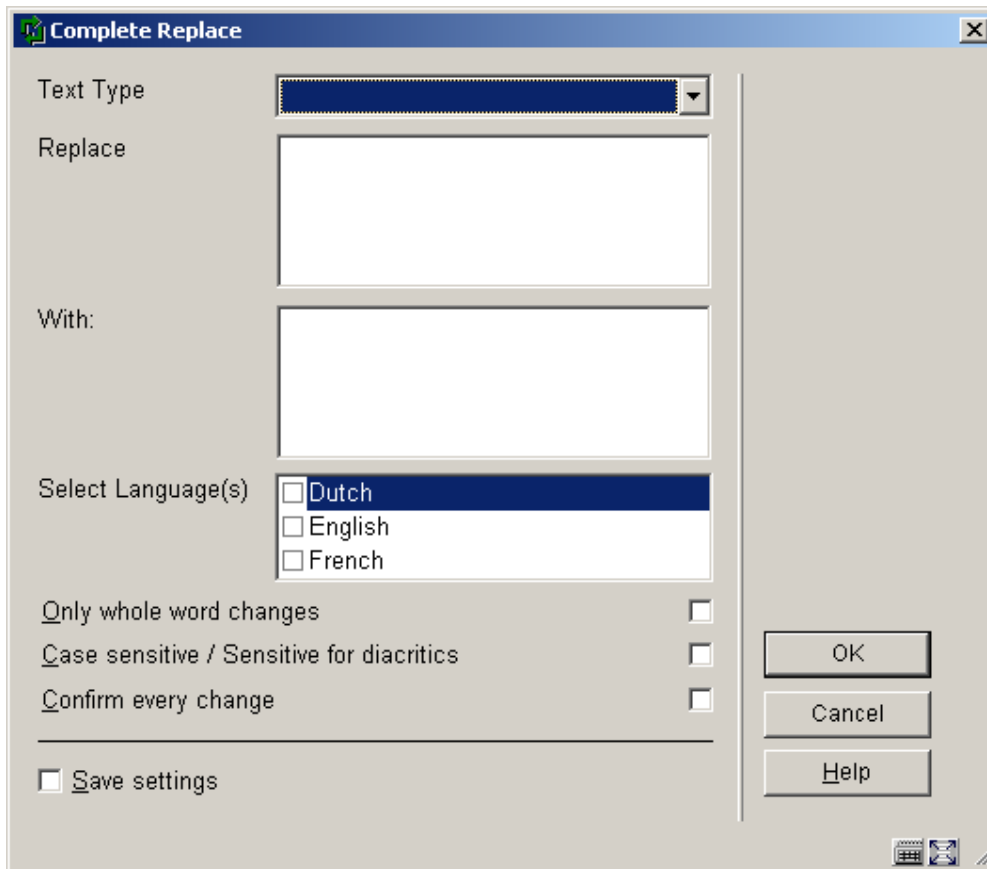 Complete Replace
Text Type
Replace
With:
Select Language(s)
Dutch
English
French
Only whole word changes
Case sensitive / Sensitive for diacritics
Confirm every change
Save settings
OK
Cancel
Help